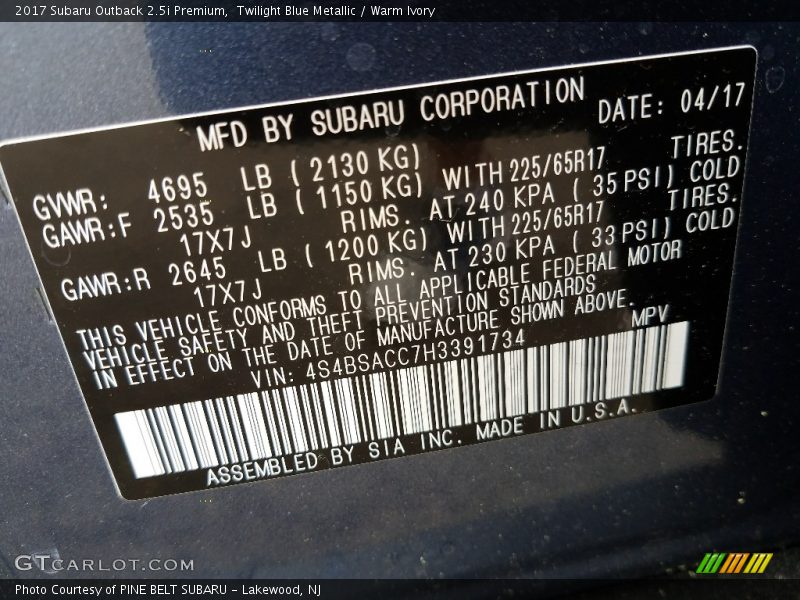 2017 Subaru Outback 2.5i Premium,  Twilight Blue Metallic / Warm Ivory
MFD BY SUBARU CORPORATION DATE: 04/17
GVWR: 4695 LB ( 2130 KG)
GAWR:F 2535 LB ( 1150 KG) WITH 225/65R17 TIRES.
17X7J RIMS. AT 240 KPA ( 35 PSI) COLD
GAWR:R 2645 LB ( 1200 KG) WITH 225/65R17 TIRES.
17X7J RIMS. AT 230 KPA ( 33 PSI) COLD
THIS VEHICLE CONFORMS TO ALL APPLICABLE FEDERAL MOTOR
VEHICLE SAFETY AND THEFT PREVENTION STANDARDS
IN EFFECT ON THE DATE OF MANUFACTURE SHOWN ABOVE.
VIN: 4S4BSACC7H3391734 MPV
ASSEMBLED BY SIA INC. MADE IN U.S.A.
GTCARLOT.COM
Photo Courtesy of PINE BELT SUBARU - Lakewood, NJ